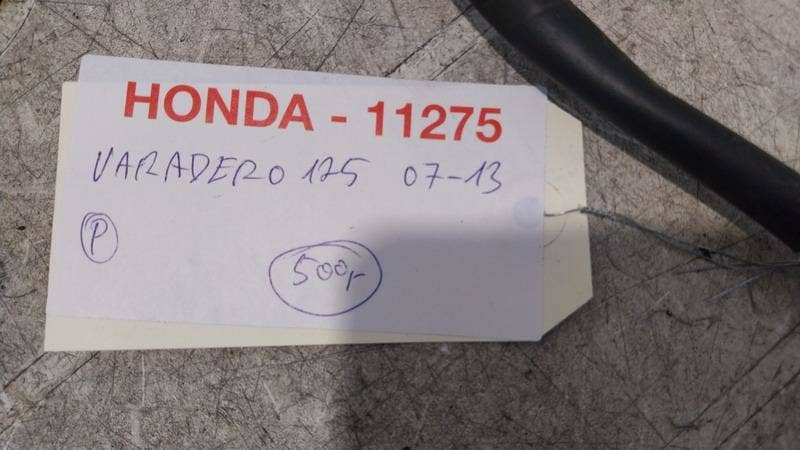 HONDA - 11275
VARADERO 125 07-13
P
500,-